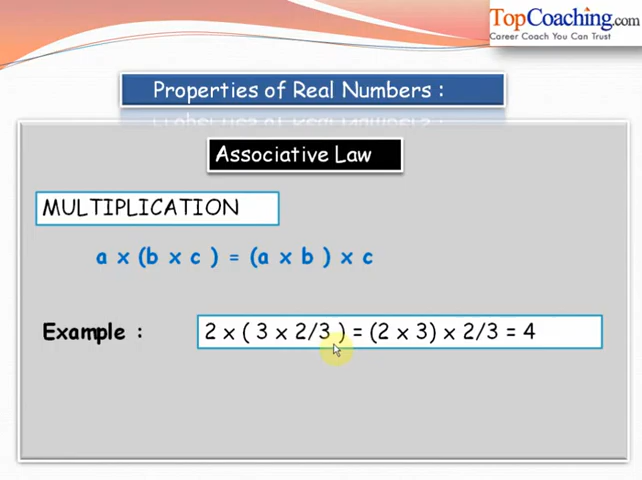 TopCoaching.com
Career Coach You Can Trust
Properties of Real Numbers :
Associative Law
MULTIPLICATION
a x (b x c ) = (a x b ) x c
Example : 2 x ( 3 x 2/3 ) = (2 x 3) x 2/3 = 4